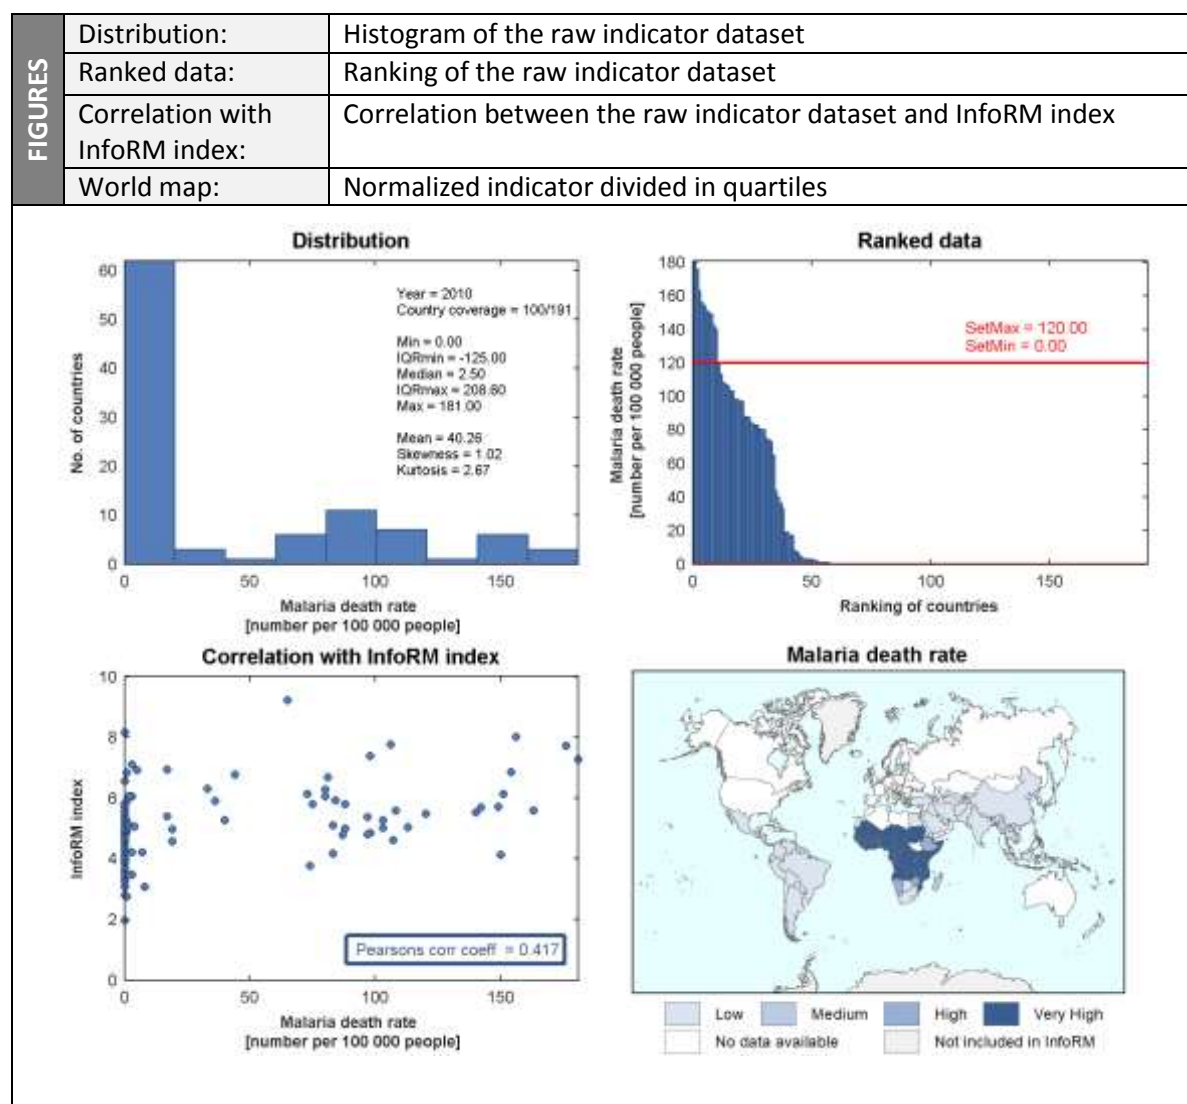 FIGURES
Distribution: Histogram of the raw indicator dataset
Ranked data: Ranking of the raw indicator dataset
Correlation with Correlation between the raw indicator dataset and InfoRM index
InfoRM index:
World map: Normalized indicator divided in quartiles
Distribution
60
50
40
30
20
10
0
No. of countries
Year = 2010
Country coverage = 100/191
Min = 0.00
IQRmin = -125.00
Median = 2.50
IQRmax = 208.60
Max = 181.00
Mean = 40.26
Skewness = 1.02
Kurtosis = 2.67
0 50 100 150
Malaria death rate
[number per 100 000 people]
Ranked data
180
160
140
120
100
80
60
40
20
0
Malaria death rate
[number per 100 000 people]
SetMax = 120.00
SetMin = 0.00
0 50 100 150
Ranking of countries
Correlation with InfoRM index
10
8
6
4
2
0
InfoRM index
Pearsons corr coeff = 0.417
0 50 100 150
Malaria death rate
[number per 100 000 people]
Malaria death rate
Low Medium High Very High
No data available Not included in InfoRM